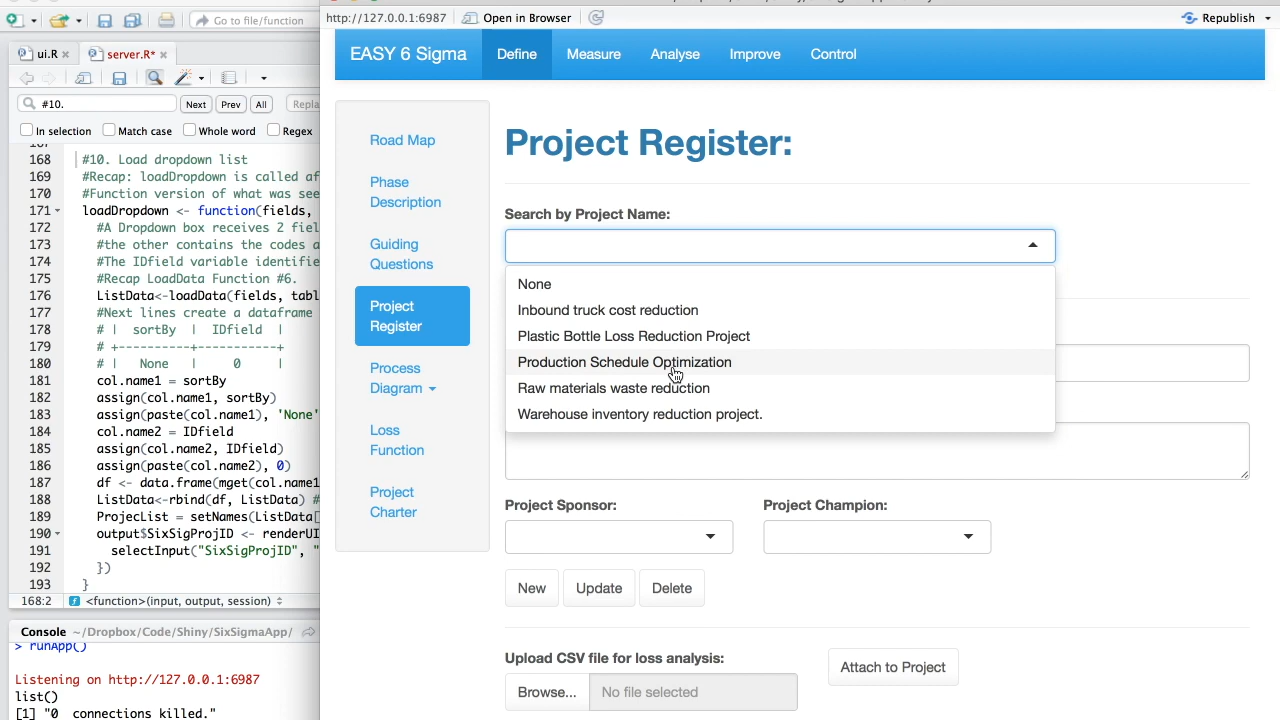 Go to file/function
ui.R
server.R*
#10.
Next
Prev
All
Repla
In selection
Match case
Whole word
Regex
168 #10. Load dropdown list
169 #Recap: loadDropdown is called af
170 #Function version of what was see
171 loadDropdown <- function(fields,
172 #A Dropdown box receives 2 fiel
173 #the other contains the codes a
174 #The IDfield variable identifie
175 #Recap LoadData Function #6.
176 ListData<-loadData(fields, tabl
177 #Next lines create a dataframe
178 # | sortBy | IDfield |
179 # +----------+-----------+
180 # | None | 0 |
181 col.name1 = sortBy
182 assign(col.name1, sortBy)
183 assign(paste(col.name1), 'None'
184 col.name2 = IDfield
185 assign(col.name2, IDfield)
186 assign(paste(col.name2), 0)
187 df <- data.frame(mget(col.name1
188 ListData<-rbind(df, ListData) #
189 ProjecList = setNames(ListData[
190 output$SixSigProjID <- renderUI
191 selectInput("SixSigProjID", "
192 })
193 }
168:2 <function>(input, output, session)
Console ~/Dropbox/Code/Shiny/SixSigmaApp/
> runApp()
Listening on http://127.0.0.1:6987
list()
[1] "0 connections killed."
http://127.0.0.1:6987
Open in Browser
Republish
EASY 6 Sigma
Define
Measure
Analyse
Improve
Control
Road Map
Phase
Description
Guiding
Questions
Project
Register
Process
Diagram
Loss
Function
Project
Charter
Project Register:
Search by Project Name:
None
Inbound truck cost reduction
Plastic Bottle Loss Reduction Project
Production Schedule Optimization
Raw materials waste reduction
Warehouse inventory reduction project.
Project Sponsor:
Project Champion:
New
Update
Delete
Upload CSV file for loss analysis:
Browse...
No file selected
Attach to Project